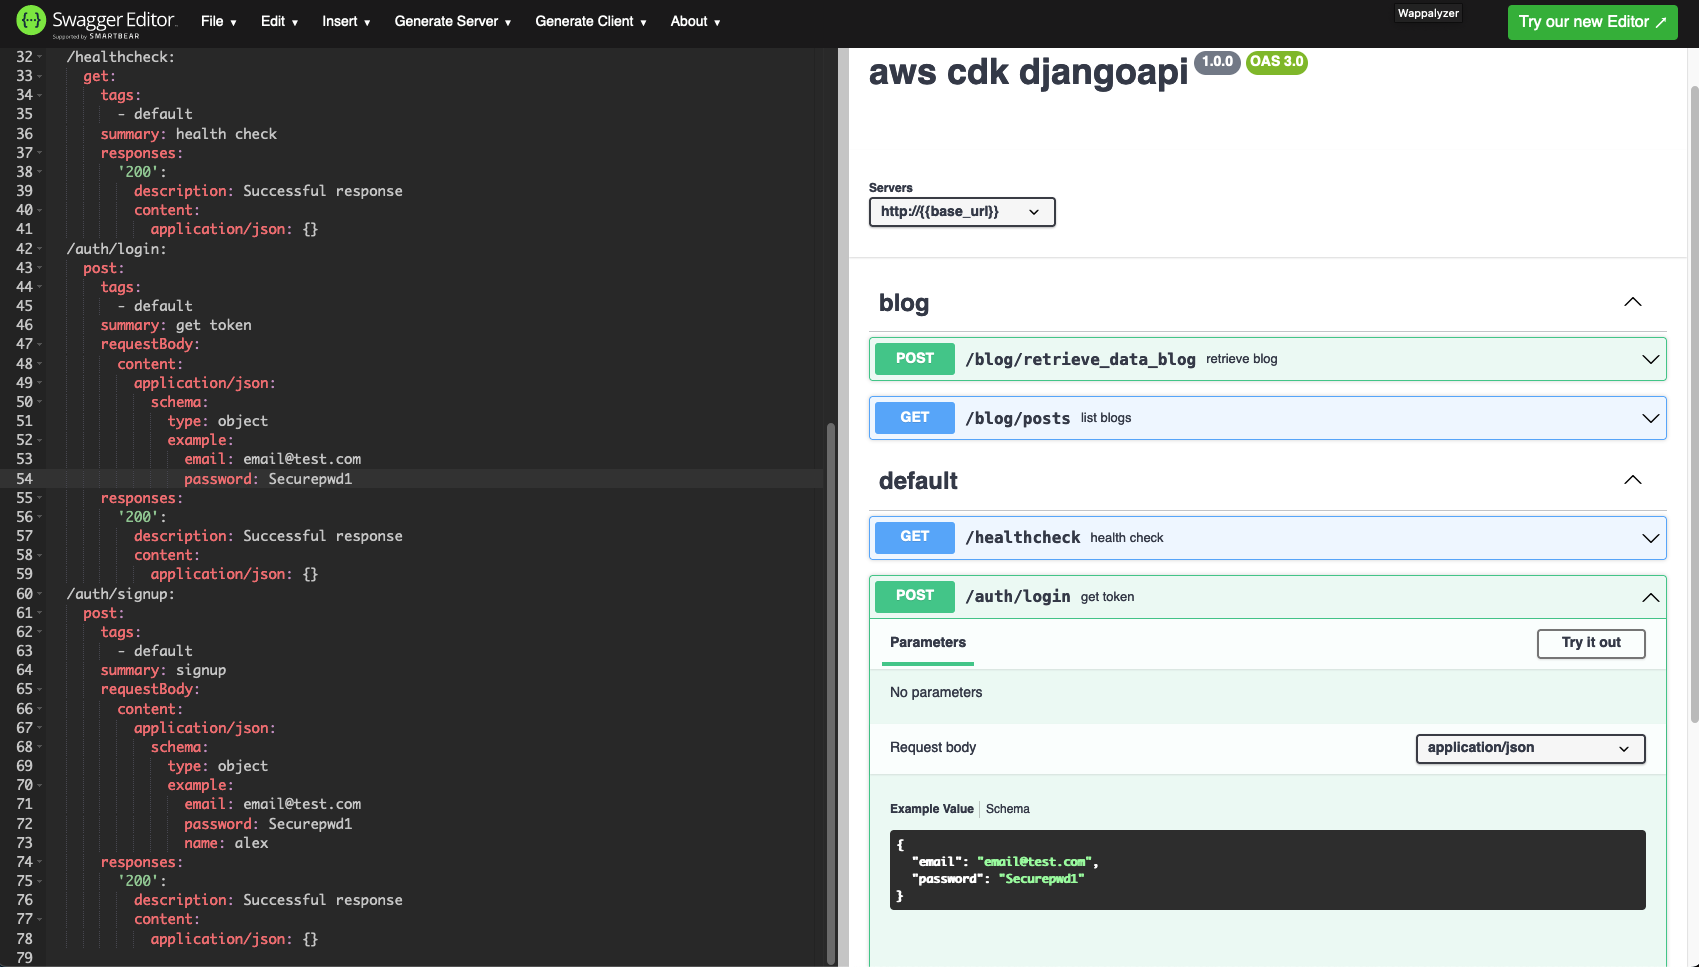 Swagger Editor
Supported by SMARTBEAR
File ▾ Edit ▾ Insert ▾ Generate Server ▾ Generate Client ▾ About ▾
Wappalyzer
Try our new Editor ↗
32 /healthcheck:
33 get:
34 tags:
35 - default
36 summary: health check
37 responses:
38 '200':
39 description: Successful response
40 content:
41 application/json: {}
42 /auth/login:
43 post:
44 tags:
45 - default
46 summary: get token
47 requestBody:
48 content:
49 application/json:
50 schema:
51 type: object
52 example:
53 email: email@test.com
54 password: Securepwd1
55 responses:
56 '200':
57 description: Successful response
58 content:
59 application/json: {}
60 /auth/signup:
61 post:
62 tags:
63 - default
64 summary: signup
65 requestBody:
66 content:
67 application/json:
68 schema:
69 type: object
70 example:
71 email: email@test.com
72 password: Securepwd1
73 name: alex
74 responses:
75 '200':
76 description: Successful response
77 content:
78 application/json: {}
79
aws cdk djangoapi 1.0.0 OAS 3.0
Servers
http://{{base_url}}
blog
POST /blog/retrieve_data_blog retrieve blog
GET /blog/posts list blogs
default
GET /healthcheck health check
POST /auth/login get token
Parameters
Try it out
No parameters
Request body
application/json
Example Value Schema
{
"email": "email@test.com",
"password": "Securepwd1"
}